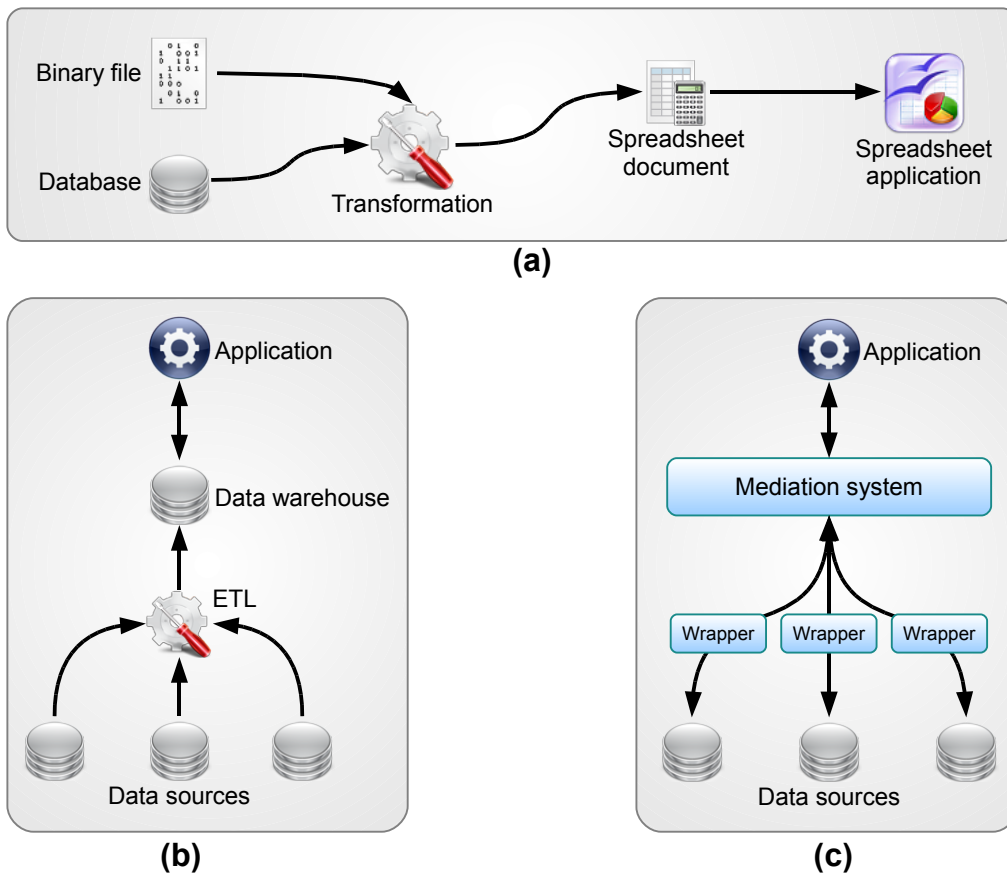 Binary file
Database
Transformation
Spreadsheet
document
Spreadsheet
application
(a)
Application
Data warehouse
ETL
Data sources
(b)
Application
Mediation system
Wrapper
Wrapper
Wrapper
Data sources
(c)